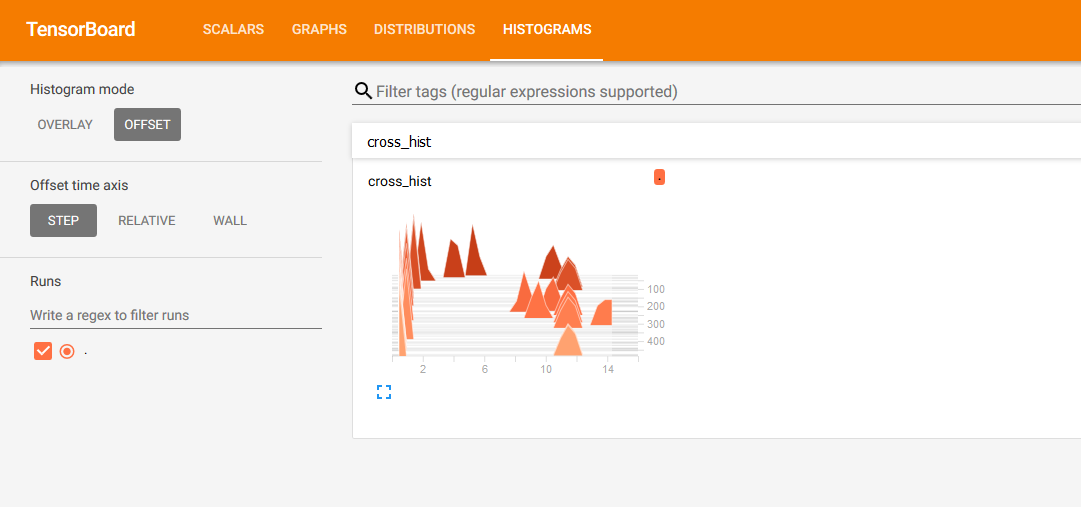 TensorBoard SCALARS GRAPHS DISTRIBUTIONS HISTOGRAMS
Histogram mode
OVERLAY OFFSET
Offset time axis
STEP RELATIVE WALL
Runs
Write a regex to filter runs
.
Filter tags (regular expressions supported)
cross_hist
cross_hist
.
100
200
300
400
2 6 10 14